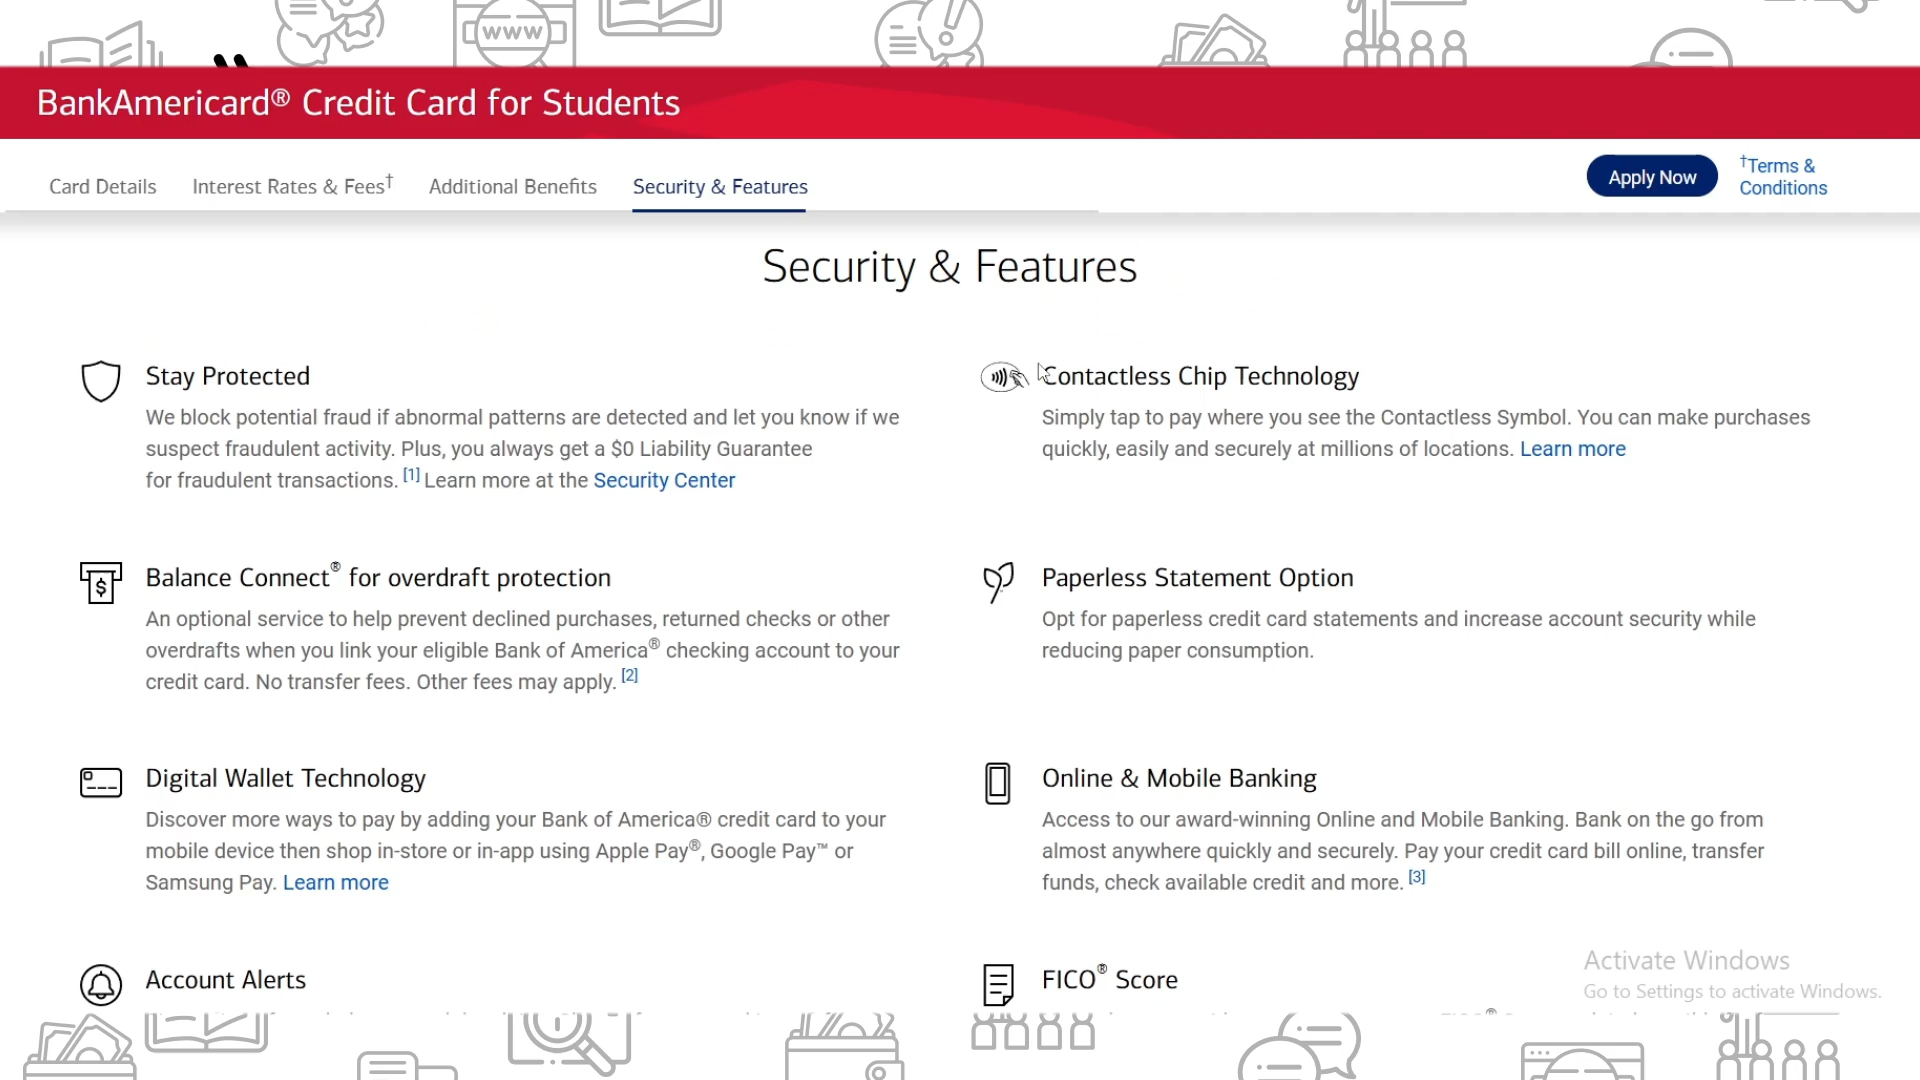 WWW
BankAmericard® Credit Card for Students
Card Details
Interest Rates & Fees†
Additional Benefits
Security & Features
Apply Now
†Terms &
Conditions
Security & Features
Stay Protected
We block potential fraud if abnormal patterns are detected and let you know if we
suspect fraudulent activity. Plus, you always get a $0 Liability Guarantee
for fraudulent transactions. [1] Learn more at the Security Center
Contactless Chip Technology
Simply tap to pay where you see the Contactless Symbol. You can make purchases
quickly, easily and securely at millions of locations. Learn more
Balance Connect® for overdraft protection
An optional service to help prevent declined purchases, returned checks or other
overdrafts when you link your eligible Bank of America® checking account to your
credit card. No transfer fees. Other fees may apply. [2]
Paperless Statement Option
Opt for paperless credit card statements and increase account security while
reducing paper consumption.
Digital Wallet Technology
Discover more ways to pay by adding your Bank of America® credit card to your
mobile device then shop in-store or in-app using Apple Pay®, Google Pay™ or
Samsung Pay. Learn more
Online & Mobile Banking
Access to our award-winning Online and Mobile Banking. Bank on the go from
almost anywhere quickly and securely. Pay your credit card bill online, transfer
funds, check available credit and more. [3]
Account Alerts
FICO® Score
Activate Windows
Go to Settings to activate Windows.